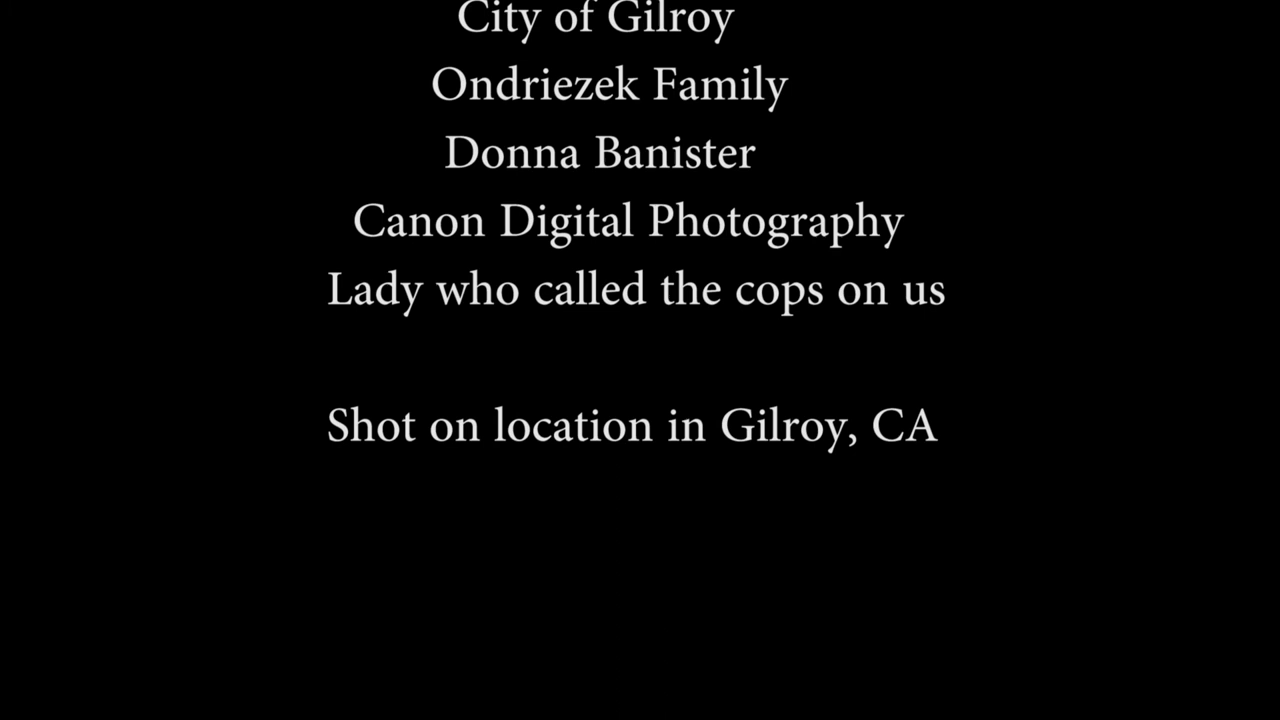 City of Gilroy
Ondriezek Family
Donna Banister
Canon Digital Photography
Lady who called the cops on us
Shot on location in Gilroy, CA